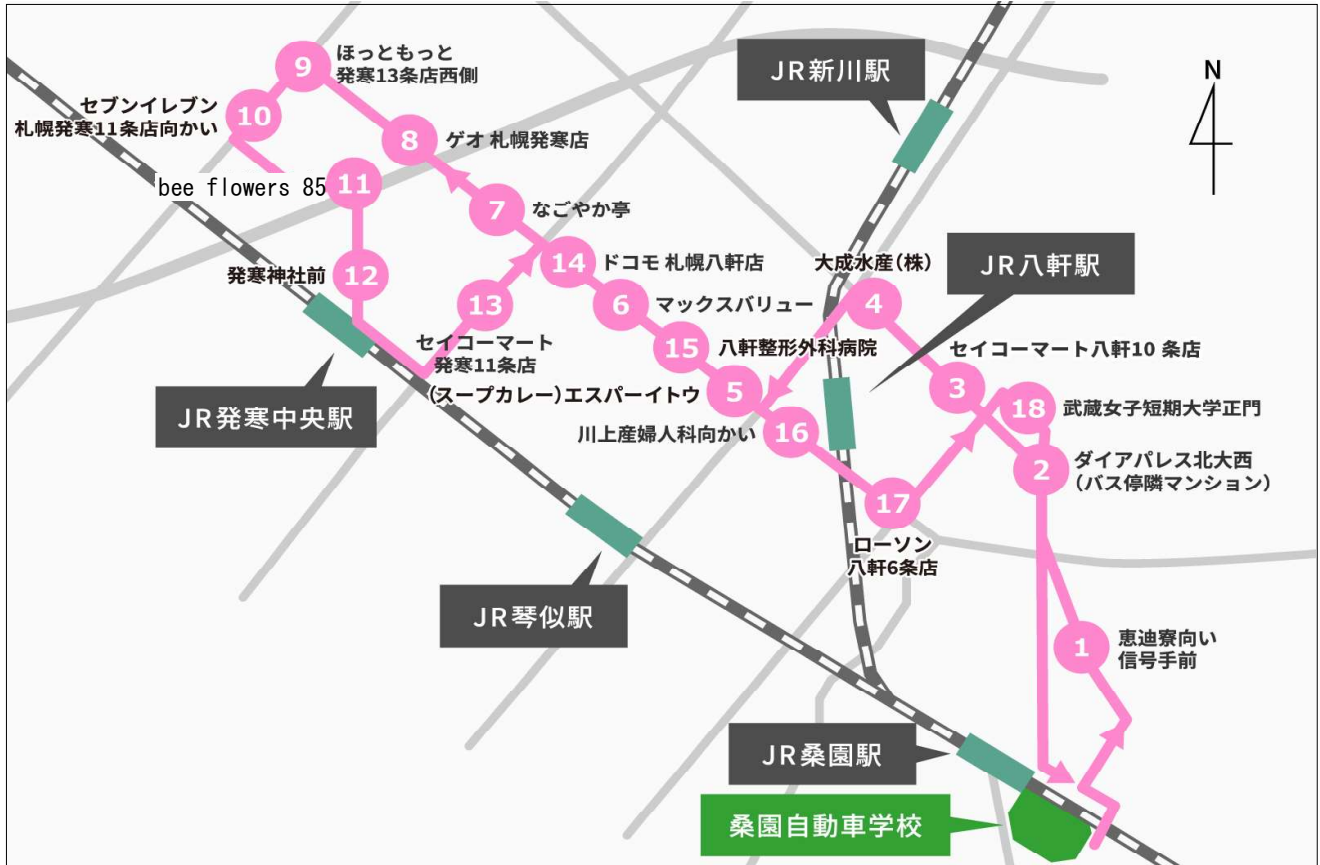 9
ほっともっと
発寒13条店西側
JR新川駅
N
セブンイレブン
札幌発寒11条店向かい
10
8
ゲオ 札幌発寒店
bee flowers 85
11
7
なごやか亭
発寒神社前
12
14
ドコモ 札幌八軒店
大成水産(株)
4
JR八軒駅
13
セイコーマート
発寒11条店
6
マックスバリュー
15
八軒整形外科病院
セイコーマート八軒10 条店
3
JR発寒中央駅
(スープカレー)エスパーイトウ
5
18
武蔵女子短期大学正門
川上産婦人科向かい
16
2
ダイアパレス北大西
(バス停隣マンション)
17
ローソン
八軒6条店
JR琴似駅
1
恵迪寮向い
信号手前
JR桑園駅
桑園自動車学校